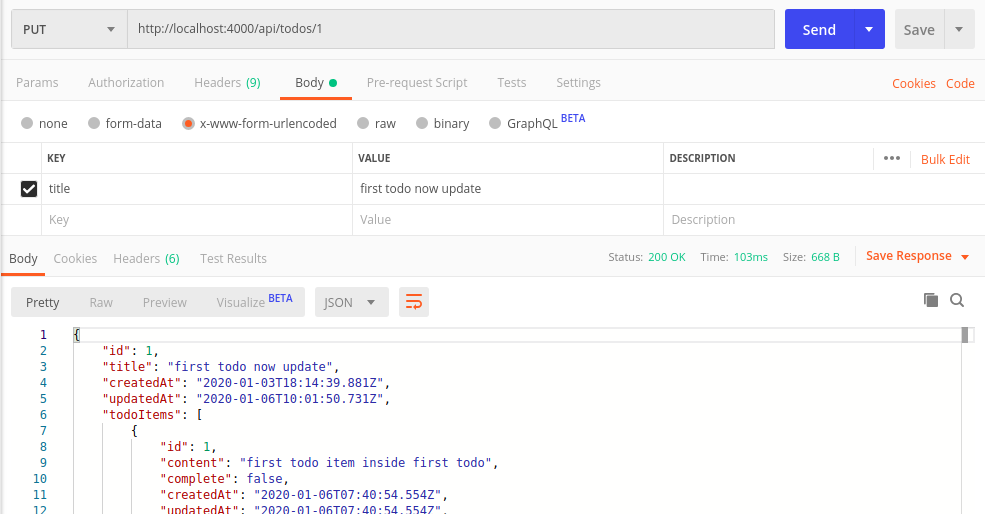 PUT http://localhost:4000/api/todos/1 Send Save
Params Authorization Headers (9) Body Pre-request Script Tests Settings Cookies Code
none form-data x-www-form-urlencoded raw binary GraphQL BETA
KEY VALUE DESCRIPTION ••• Bulk Edit
title first todo now update
Key Value Description
Body Cookies Headers (6) Test Results Status: 200 OK Time: 103ms Size: 668 B Save Response
Pretty Raw Preview Visualize BETA JSON
1 {
2 "id": 1,
3 "title": "first todo now update",
4 "createdAt": "2020-01-03T18:14:39.881Z",
5 "updatedAt": "2020-01-06T10:01:50.731Z",
6 "todoItems": [
7 {
8 "id": 1,
9 "content": "first todo item inside first todo",
10 "complete": false,
11 "createdAt": "2020-01-06T07:40:54.554Z",
12 "updatedAt": "2020-01-06T07:40:54.554Z",